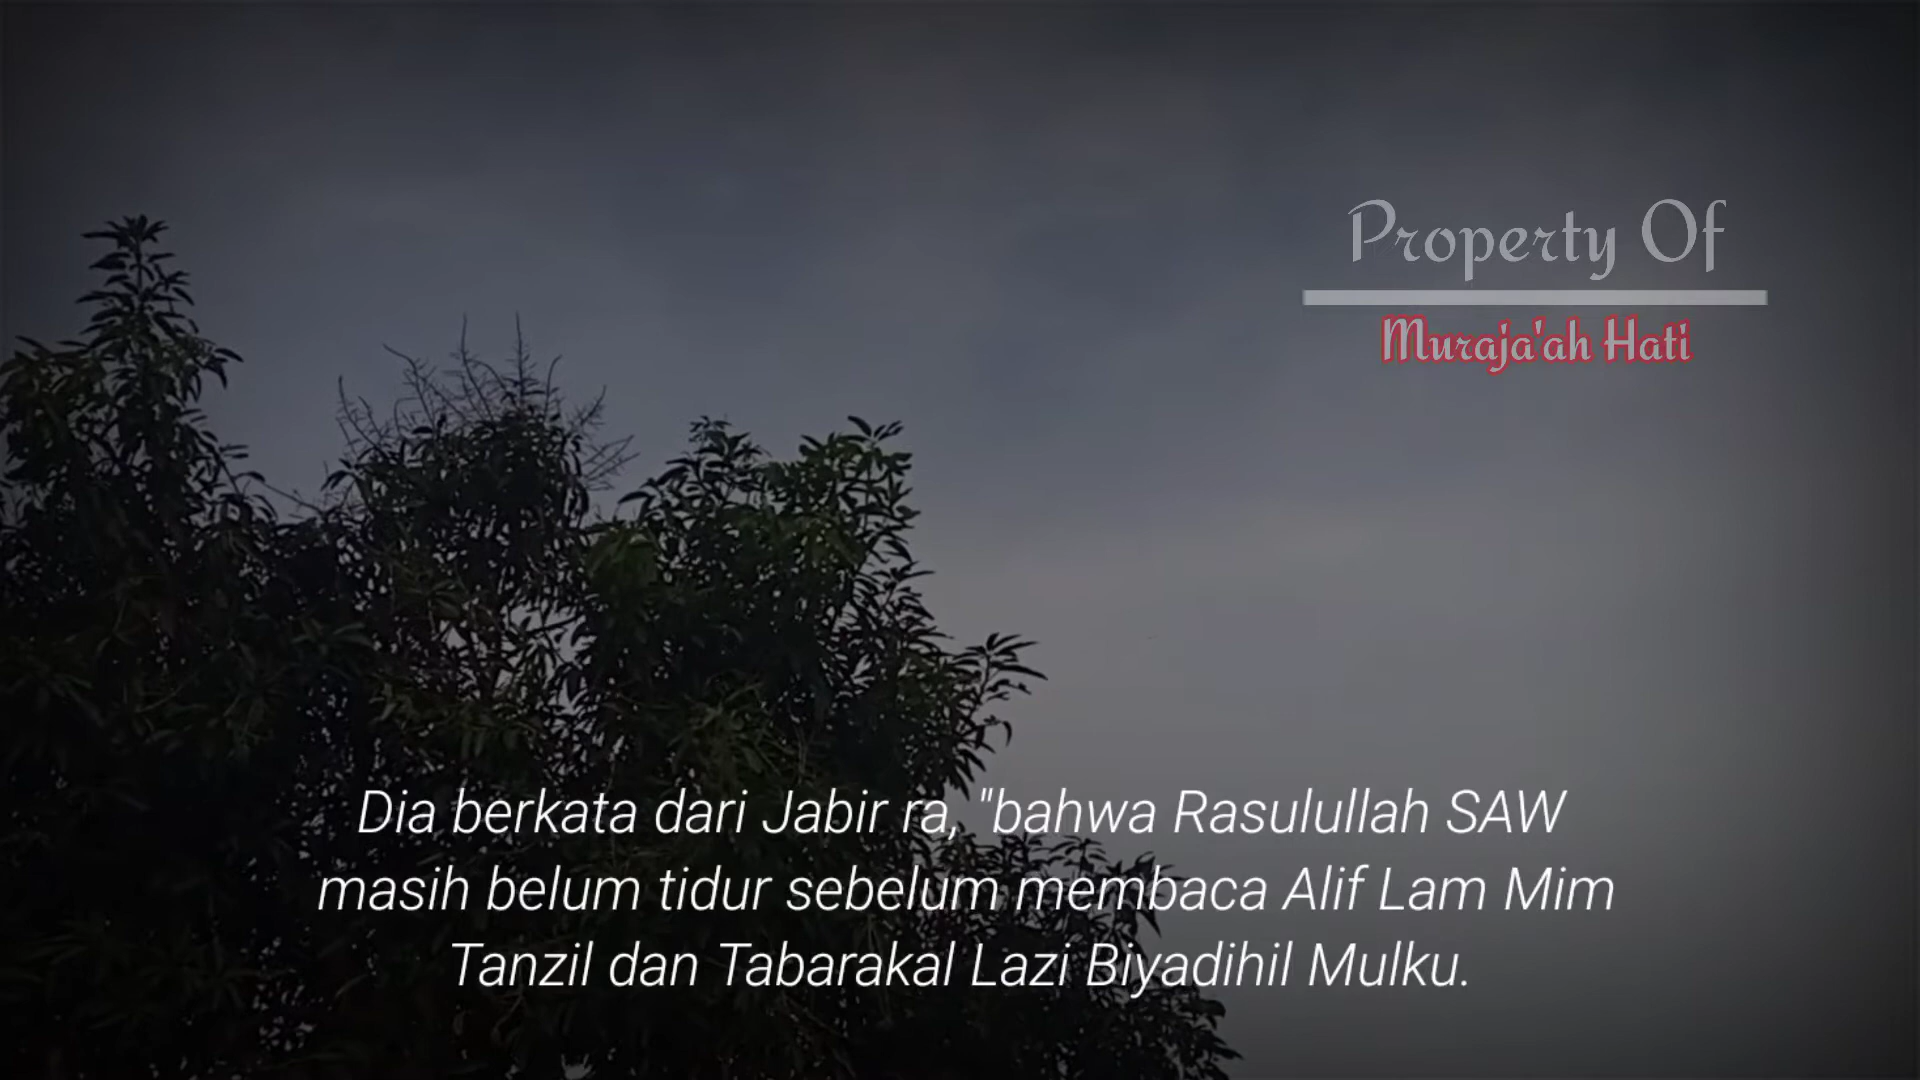 Property Of
Muraja'ah Hati
Dia berkata dari Jabir ra, "bahwa Rasulullah SAW
masih belum tidur sebelum membaca Alif Lam Mim
Tanzil dan Tabarakal Lazi Biyadihil Mulku.